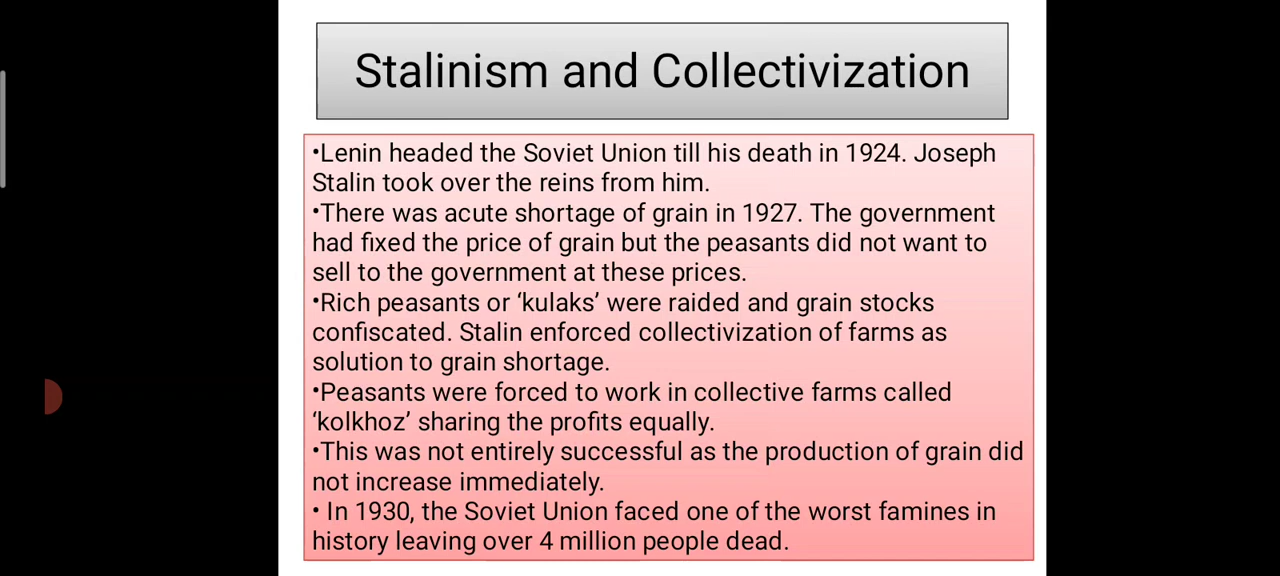 Stalinism and Collectivization
•Lenin headed the Soviet Union till his death in 1924. Joseph
Stalin took over the reins from him.
•There was acute shortage of grain in 1927. The government
had fixed the price of grain but the peasants did not want to
sell to the government at these prices.
•Rich peasants or ‘kulaks’ were raided and grain stocks
confiscated. Stalin enforced collectivization of farms as
solution to grain shortage.
•Peasants were forced to work in collective farms called
‘kolkhoz’ sharing the profits equally.
•This was not entirely successful as the production of grain did
not increase immediately.
• In 1930, the Soviet Union faced one of the worst famines in
history leaving over 4 million people dead.